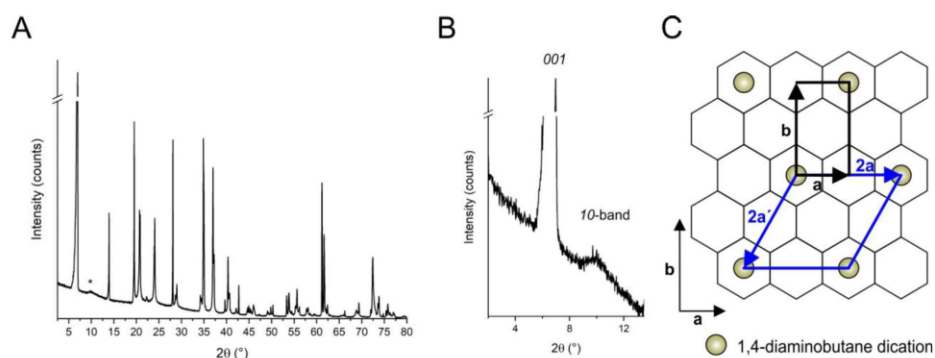 A
Intensity (counts)
*
5 10 15 20 25 30 35 40 45 50 55 60 65 70 75 80
2θ (°)
B
001
10-band
Intensity (counts)
4 8 12
2θ (°)
C
b
a
2a
2a´
b
a
1,4-diaminobutane dication